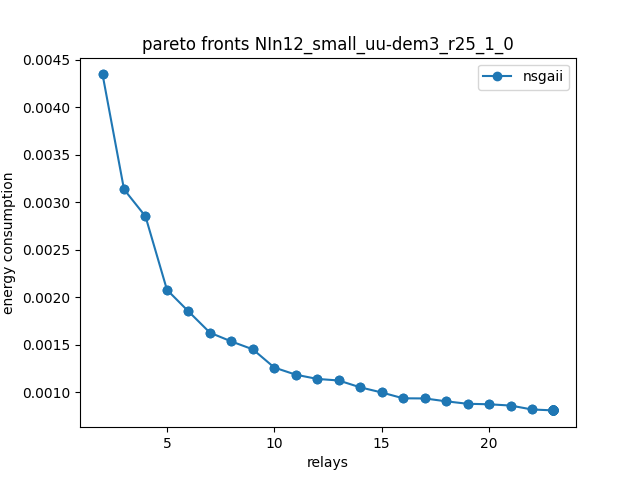 pareto fronts NIn12_small_uu-dem3_r25_1_0
nsgaii
0.0045
0.0040
0.0035
0.0030
0.0025
0.0020
0.0015
0.0010
energy consumption
5 10 15 20
relays